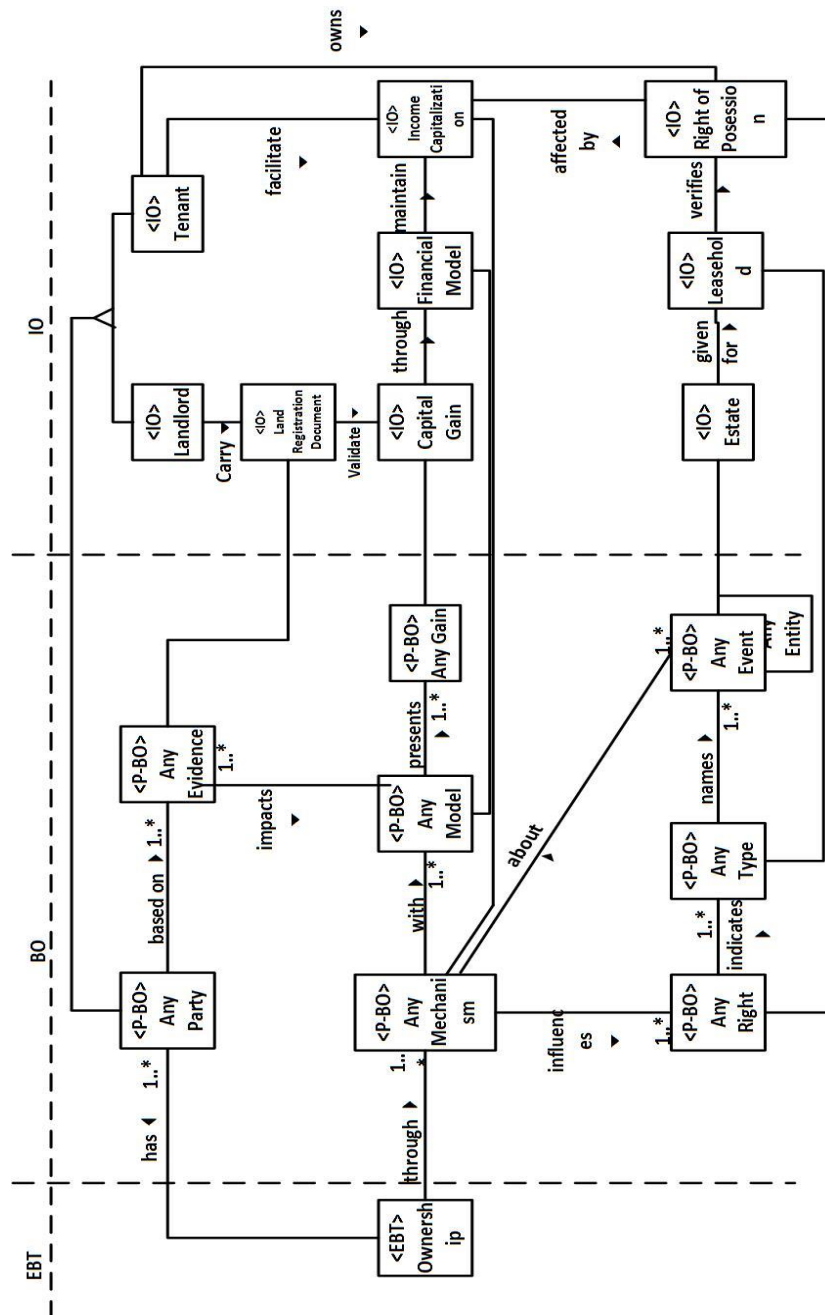 EBT
BO
IO
<EBT>
Ownersh
ip
has
through
1..*
<P-BO>
Any
Party
based on
1..*
<P-BO>
Any
Evidence
1..*
impacts
1..
*
<P-BO>
Any
Mechani
sm
with
1..*
<P-BO>
Any
Model
presents
1..*
<P-BO>
Any Gain
influenc
es
about
1..*
<P-BO>
Any
Right
indicates
1..*
<P-BO>
Any
Type
names
1..*
1..*
<P-BO>
Any
Event
Any
Entity
<IO>
Landlord
Carry
<IO>
Land
Registration
Document
Validate
<IO>
Capital
Gain
through
<IO>
Financial
Model
maintain
<IO>
Income
Capitalizati
on
<IO>
Tenant
facilitate
owns
affected
by
<IO>
Estate
given
for
<IO>
Leasehol
d
verifies
<IO>
Right of
Posessio
n